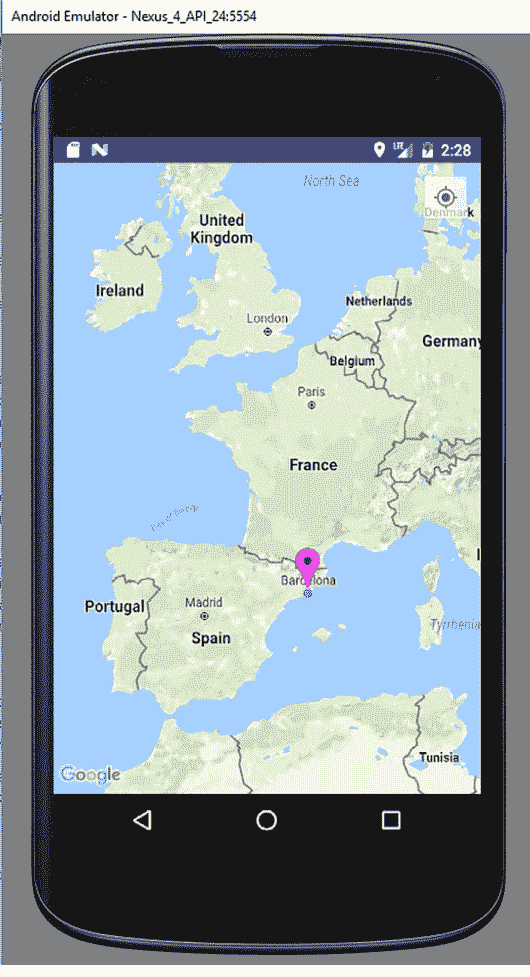 Android Emulator - Nexus_4_API_24:5554
LTE
2:28
North Sea
Denmark
United
Kingdom
Ireland
Netherlands
London
Germany
Belgium
Paris
France
Barcelona
Portugal
Madrid
Spain
Tyrrhenia
Tunisia
Google